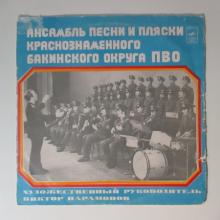 АНСАМБЛЬ ПЕСНИ И ПЛЯСКИ
КРАСНОЗНАМЕННОГО
БАКИНСКОГО ОКРУГА ПВО
ХУДОЖЕСТВЕННЫЙ РУКОВОДИТЕЛЬ
ВИКТОР ПАРАМОНОВ